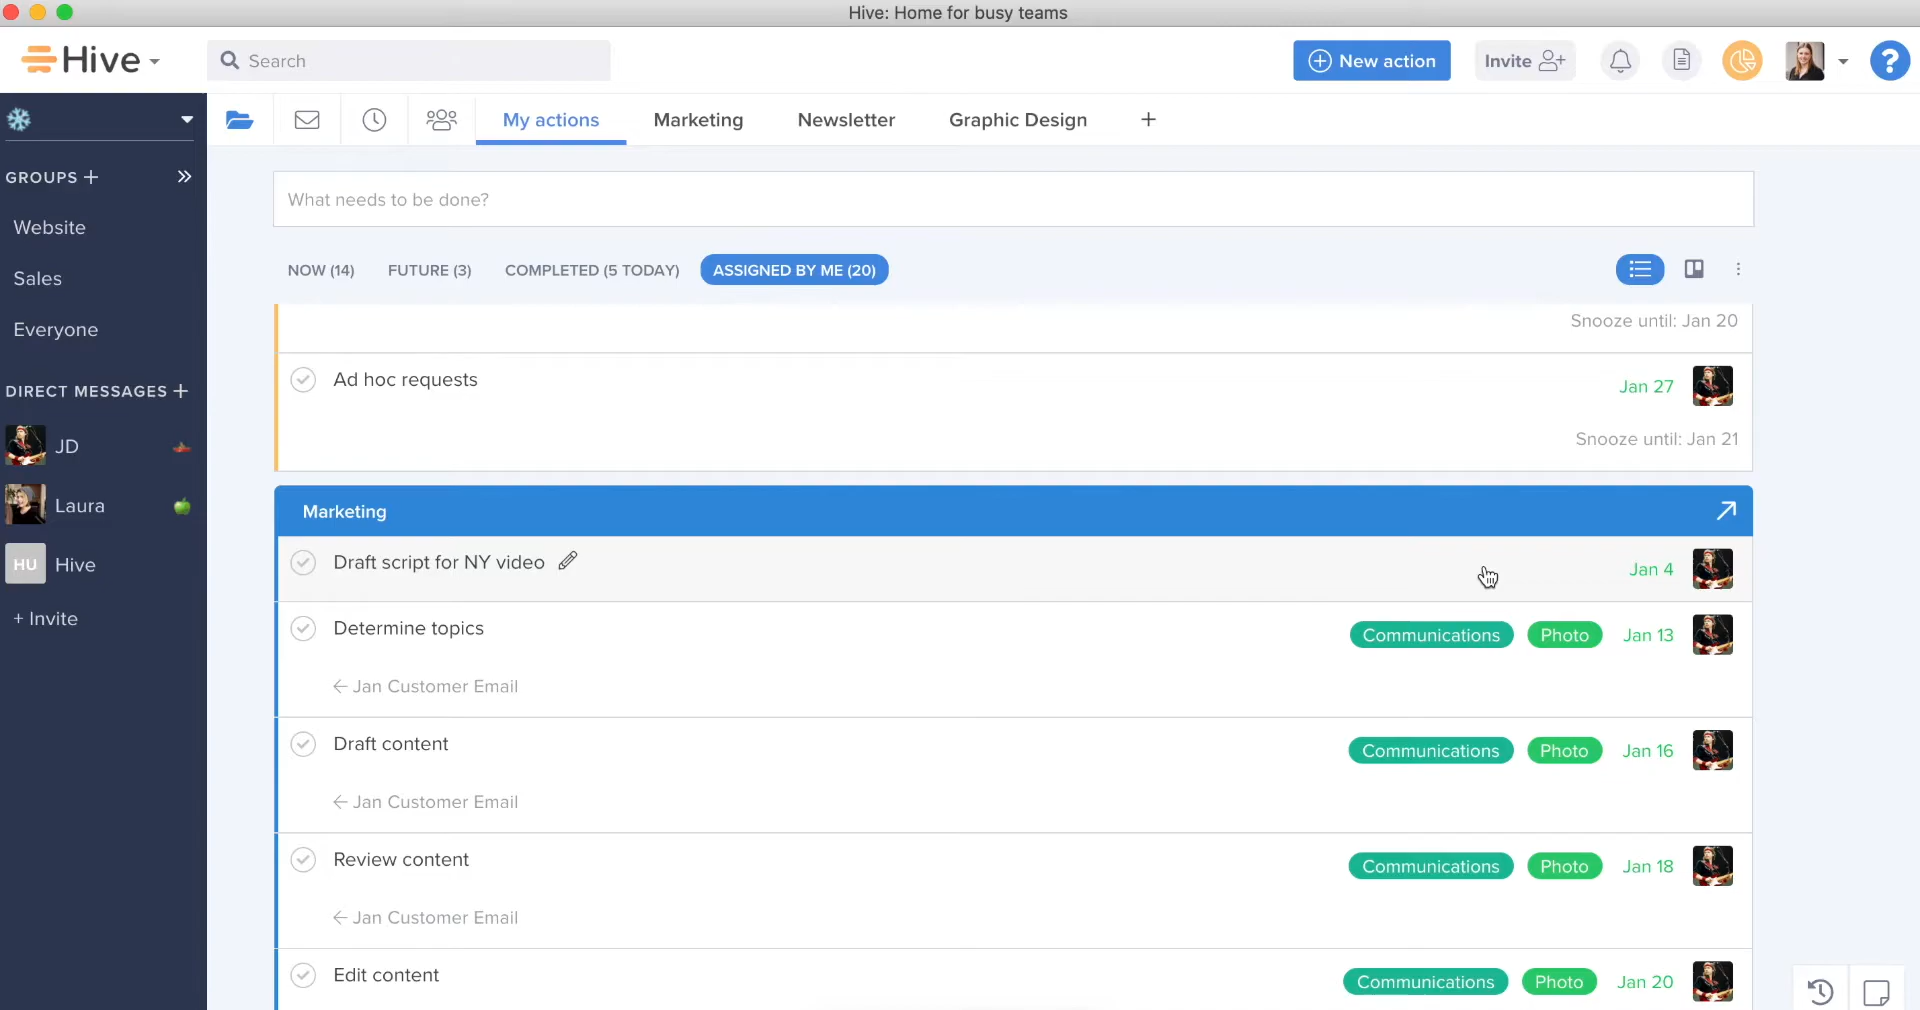 Hive: Home for busy teams
Hive
Search
New action
Invite
?
My actions
Marketing
Newsletter
Graphic Design
+
GROUPS +
Website
Sales
Everyone
DIRECT MESSAGES +
JD
Laura
HU
Hive
+ Invite
What needs to be done?
NOW (14)
FUTURE (3)
COMPLETED (5 TODAY)
ASSIGNED BY ME (20)
Snooze until: Jan 20
Ad hoc requests
Jan 27
Snooze until: Jan 21
Marketing
Draft script for NY video
Jan 4
Determine topics
Communications
Photo
Jan 13
← Jan Customer Email
Draft content
Communications
Photo
Jan 16
← Jan Customer Email
Review content
Communications
Photo
Jan 18
← Jan Customer Email
Edit content
Communications
Photo
Jan 20